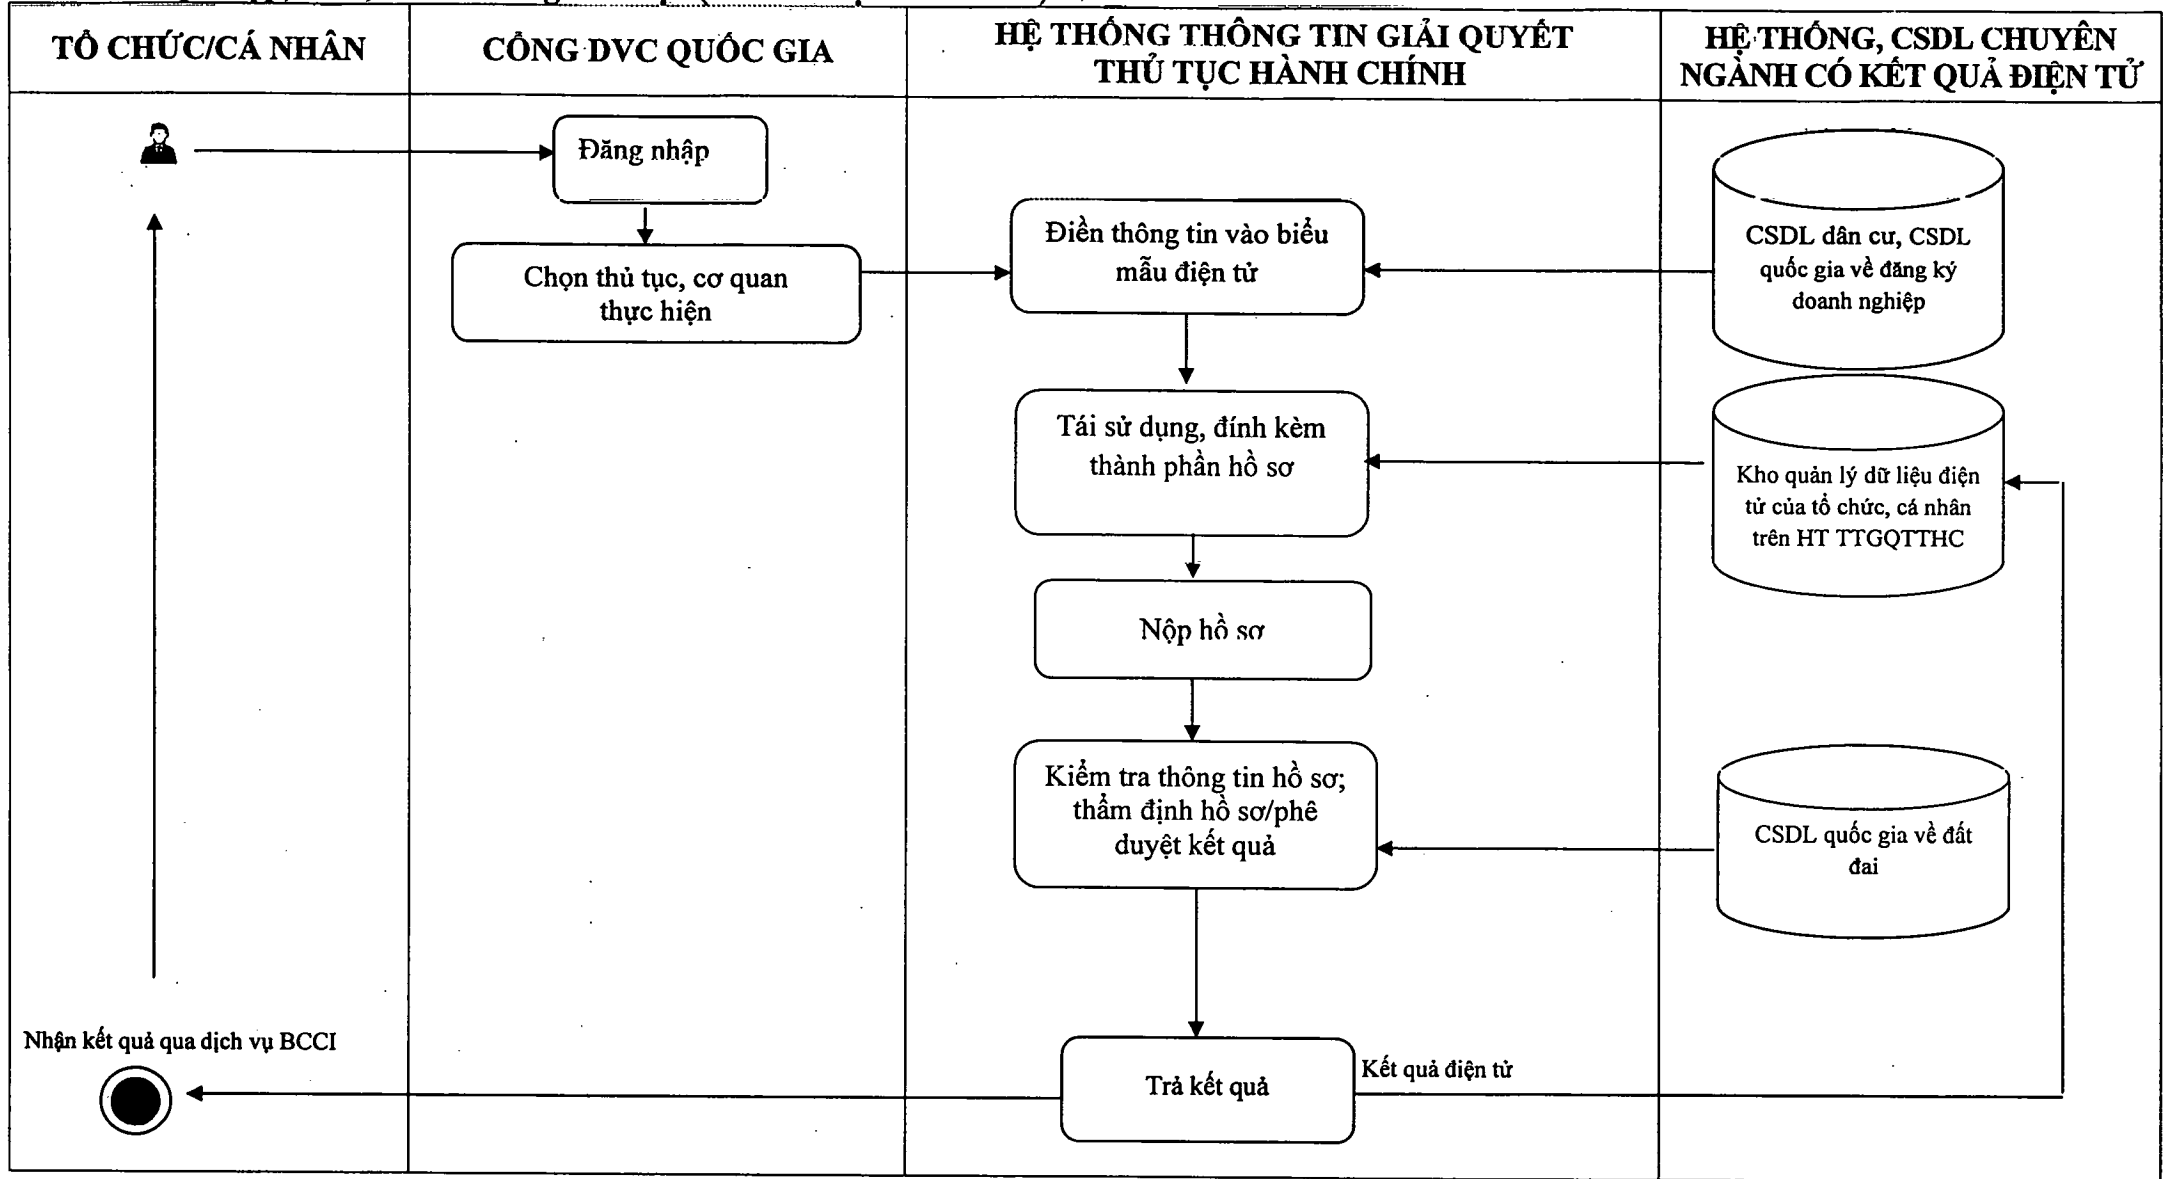 TỔ CHỨC/CÁ NHÂN
CỔNG DVC QUỐC GIA
HỆ THỐNG THÔNG TIN GIẢI QUYẾT
THỦ TỤC HÀNH CHÍNH
HỆ THỐNG, CSDL CHUYÊN
NGÀNH CÓ KẾT QUẢ ĐIỆN TỬ
Đăng nhập
Chọn thủ tục, cơ quan
thực hiện
Điền thông tin vào biểu
mẫu điện tử
CSDL dân cư, CSDL
quốc gia về đăng ký
doanh nghiệp
Tái sử dụng, đính kèm
thành phần hồ sơ
Kho quản lý dữ liệu điện
tử của tổ chức, cá nhân
trên HT TTGQTTHC
Nộp hồ sơ
Kiểm tra thông tin hồ sơ;
thẩm định hồ sơ/phê
duyệt kết quả
CSDL quốc gia về đất
đai
Nhận kết quả qua dịch vụ BCCI
Trả kết quả
Kết quả điện tử